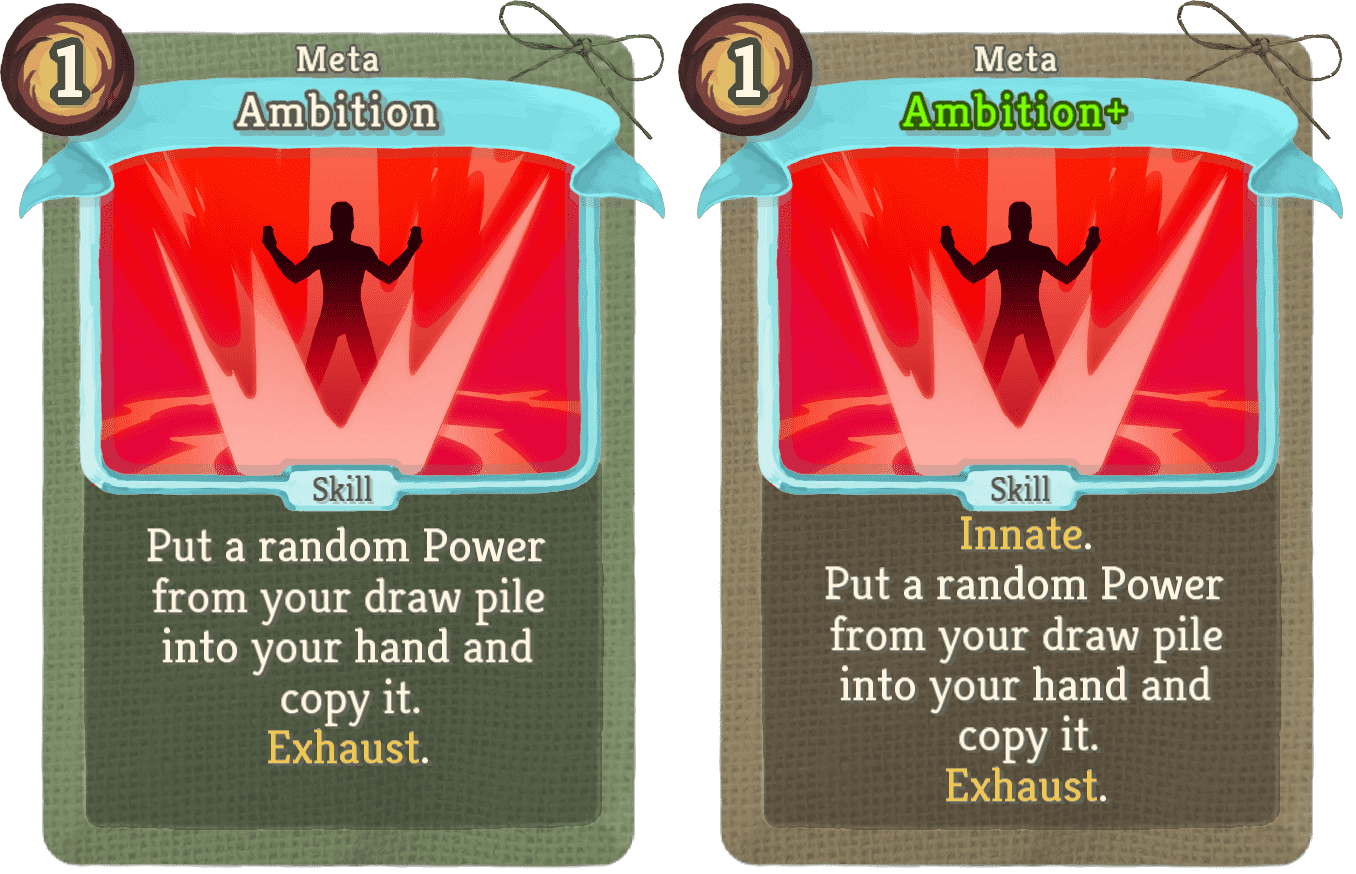 1
Meta
Ambition
Skill
Put a random Power
from your draw pile
into your hand and
copy it.
Exhaust.
1
Meta
Ambition+
Skill
Innate.
Put a random Power
from your draw pile
into your hand and
copy it.
Exhaust.